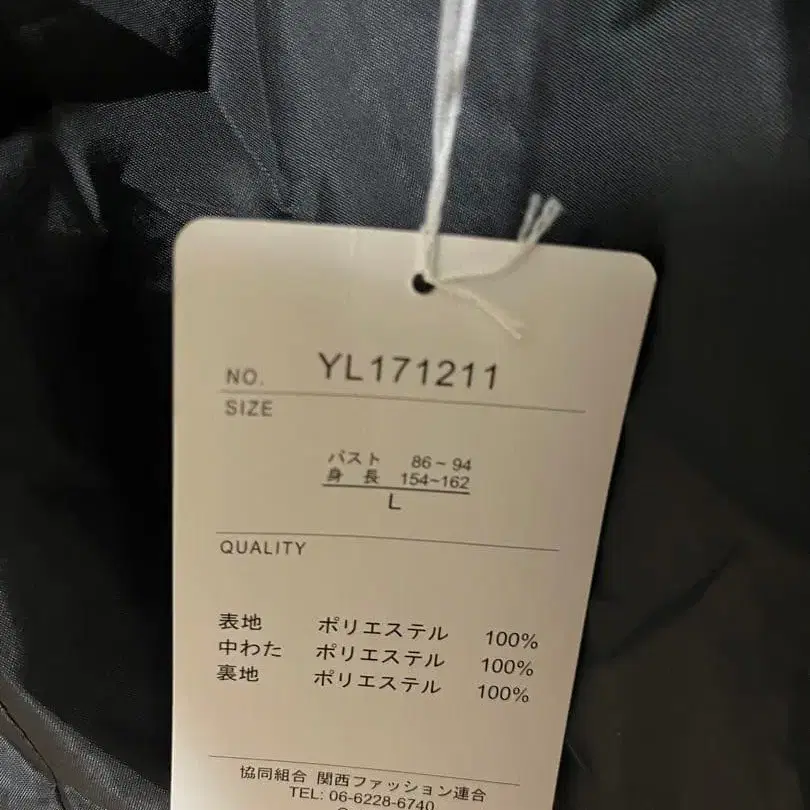 NO. YL171211
SIZE
バスト 86~94
身 長 154~162
L
QUALITY
表地 ポリエステル 100%
中わた ポリエステル 100%
裏地 ポリエステル 100%
協同組合 関西ファッション連合
TEL: 06-6228-6740